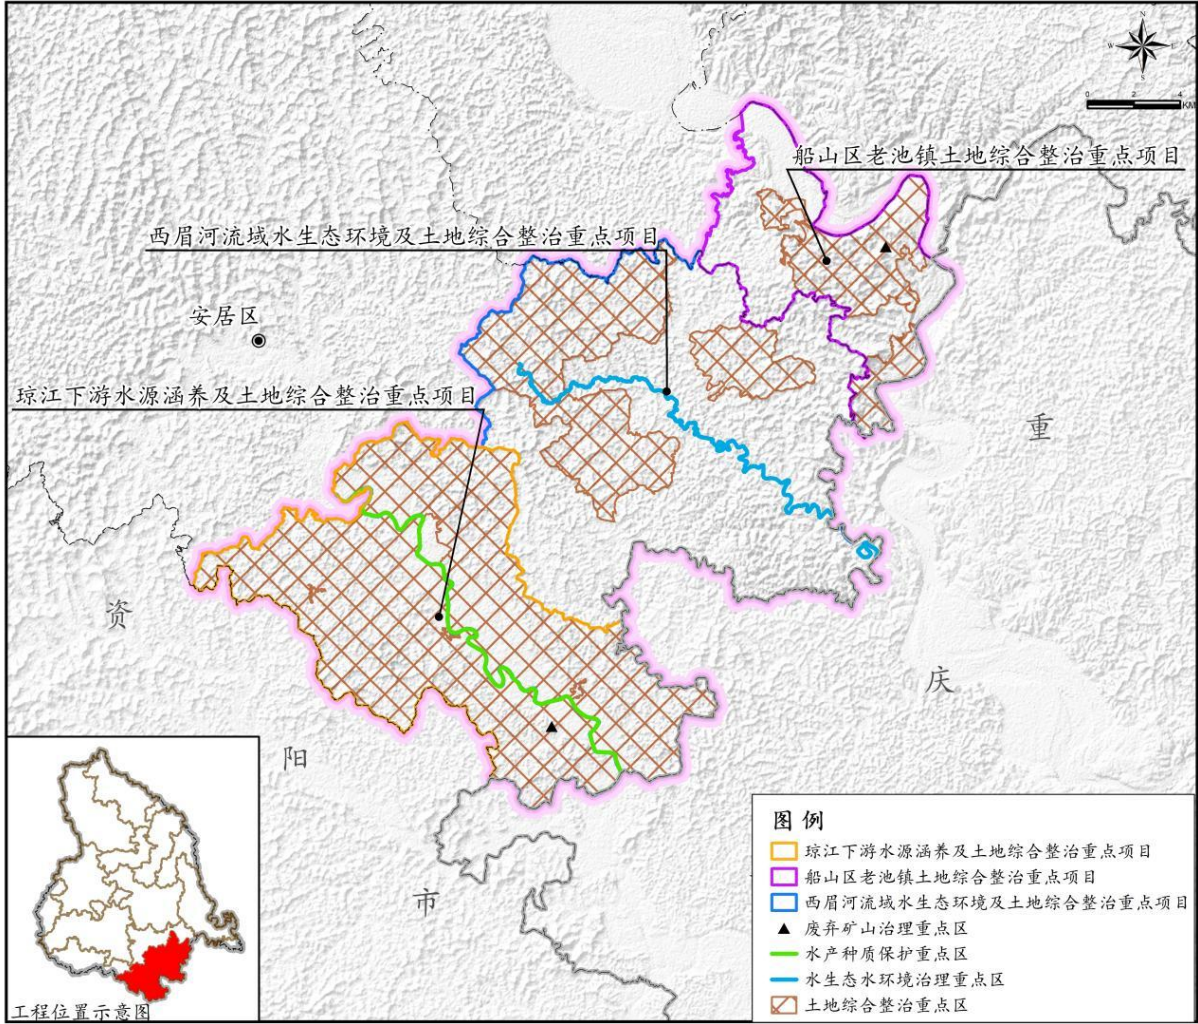 N
W
E
S
0 2 4
KM
船山区老池镇土地综合整治重点项目
西眉河流域水生态环境及土地综合整治重点项目
安居区
琼江下游水源涵养及土地综合整治重点项目
重
资
庆
阳
市
图例
琼江下游水源涵养及土地综合整治重点项目
船山区老池镇土地综合整治重点项目
西眉河流域水生态环境及土地综合整治重点项目
废弃矿山治理重点区
水产种质保护重点区
水生态水环境治理重点区
土地综合整治重点区
工程位置示意图